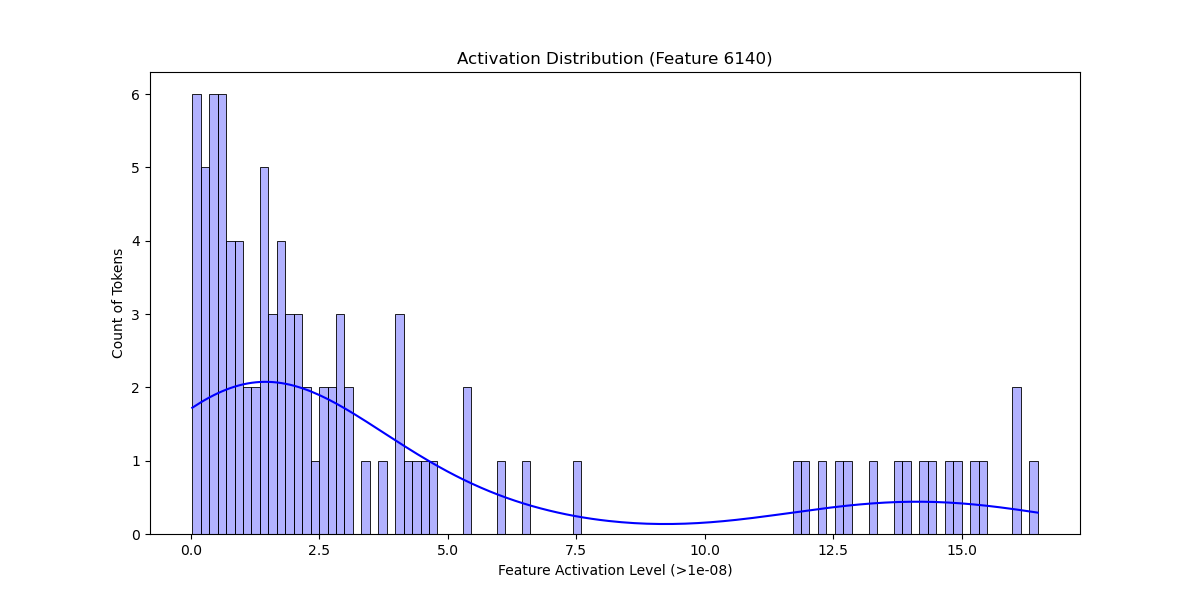 Activation Distribution (Feature 6140)
6
5
4
3
2
1
0
Count of Tokens
0.0 2.5 5.0 7.5 10.0 12.5 15.0
Feature Activation Level (>1e-08)